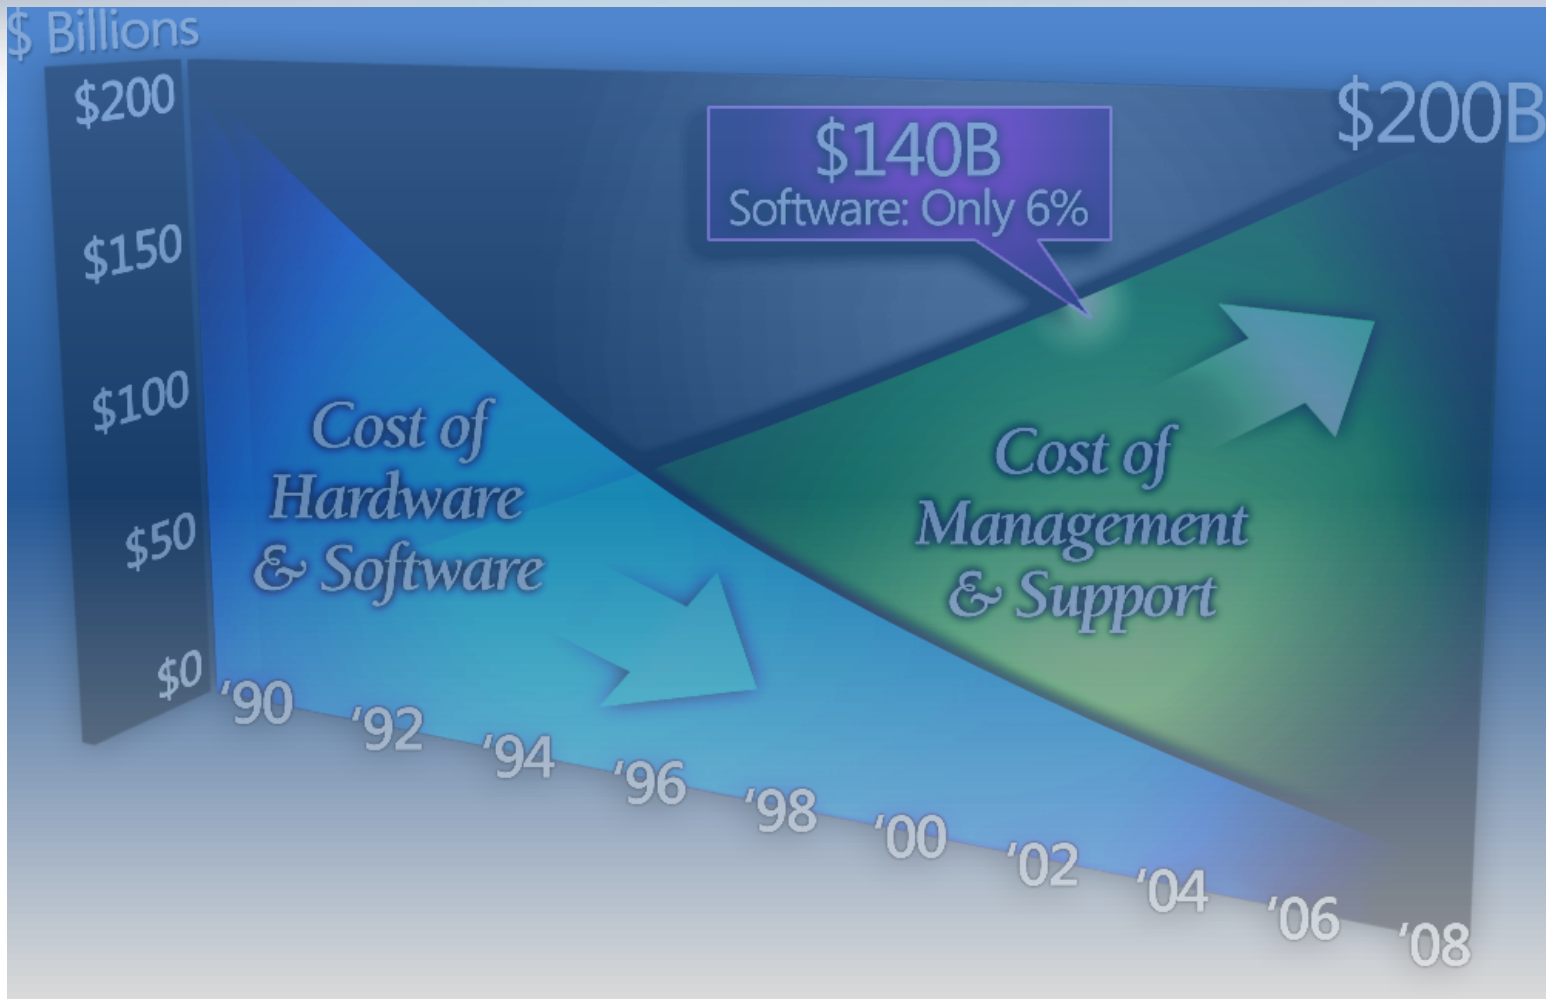 $ Billions
$200
$150
$100
$50
$0
$200B
$140B
Software: Only 6%
Cost of
Hardware
& Software
Cost of
Management
& Support
‘90
‘92
‘94
‘96
‘98
‘00
‘02
‘04
‘06
‘08